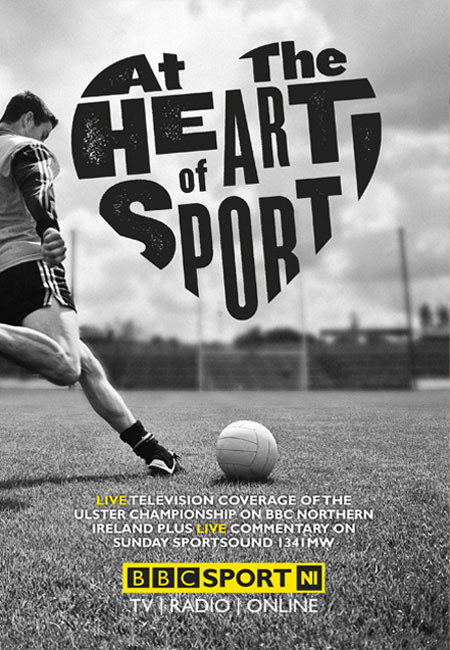 At The
HEART
of
SPORT
LIVE TELEVISION COVERAGE OF THE
ULSTER CHAMPIONSHIP ON BBC NORTHERN
IRELAND PLUS LIVE COMMENTARY ON
SUNDAY SPORTSOUND 1341MW
BBC SPORT NI
TV | RADIO | ONLINE